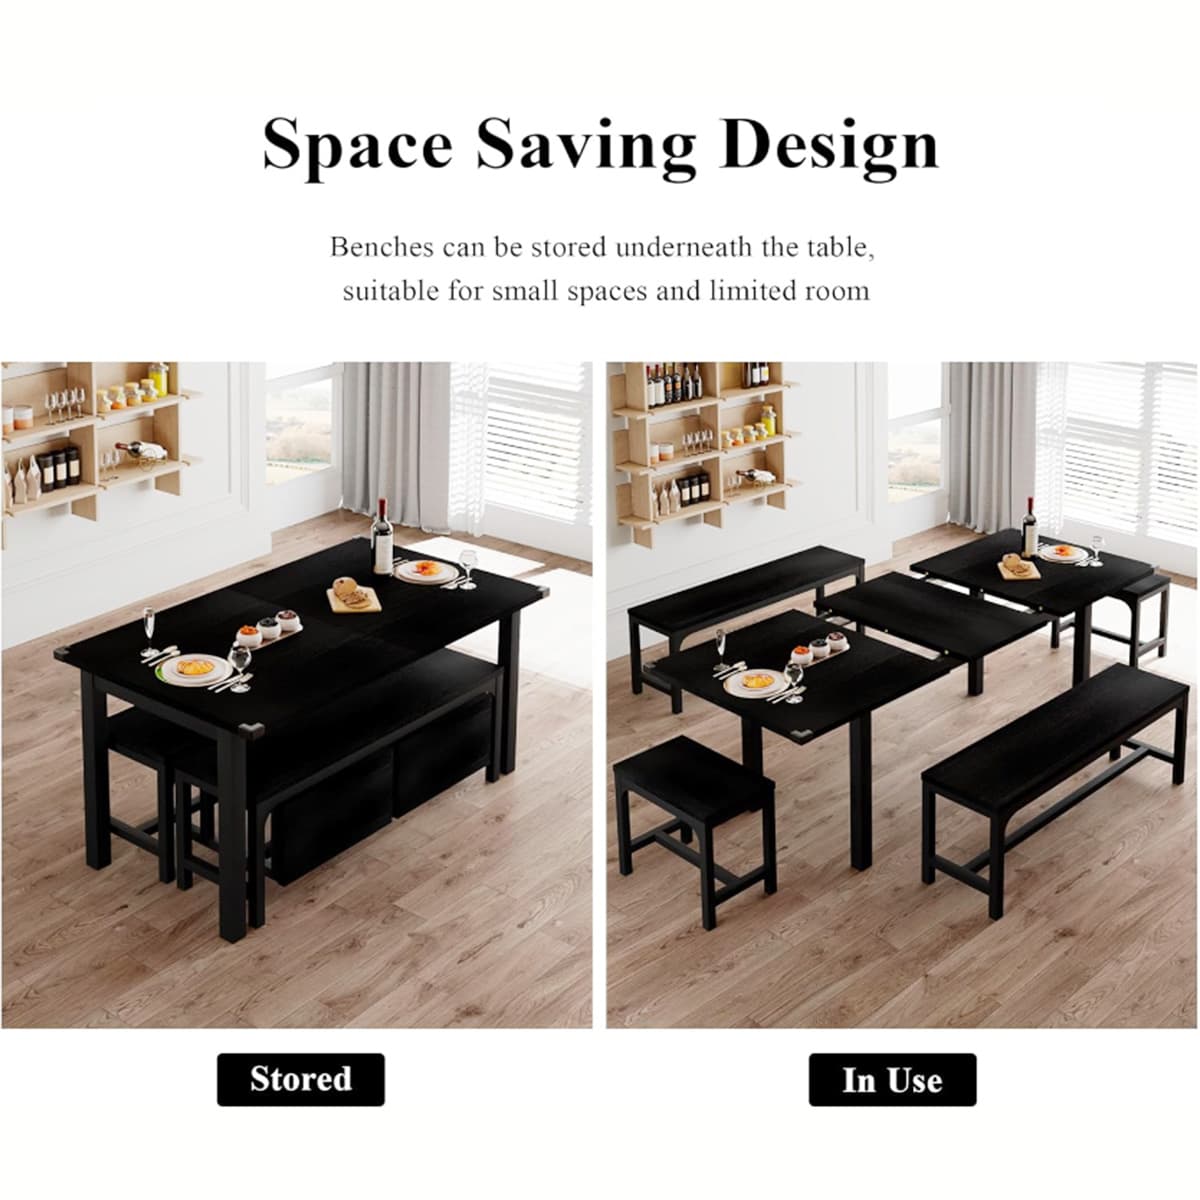 Space Saving Design
Benches can be stored underneath the table,
suitable for small spaces and limited room
Stored
In Use